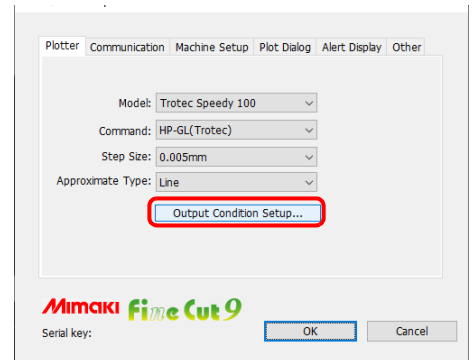 Plotter Communication Machine Setup Plot Dialog Alert Display Other
Model: Trotec Speedy 100
Command: HP-GL(Trotec)
Step Size: 0.005mm
Approximate Type: Line
Output Condition Setup...
MIMAKI Fine Cut 9
Serial key:
OK Cancel